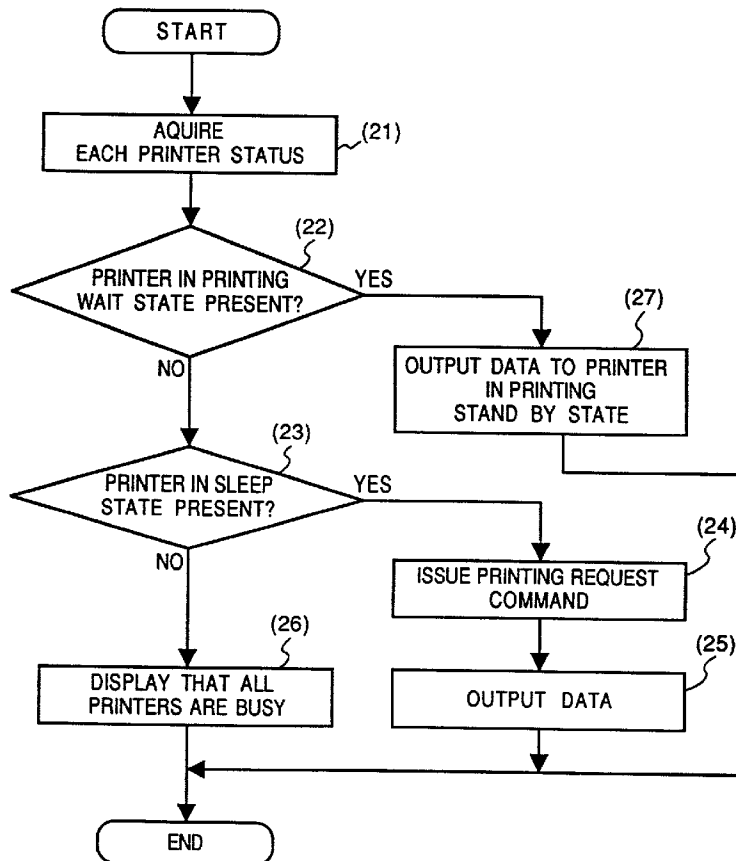 START
AQUIRE
EACH PRINTER STATUS
(21)
(22)
PRINTER IN PRINTING
WAIT STATE PRESENT?
YES
NO
(27)
OUTPUT DATA TO PRINTER
IN PRINTING
STAND BY STATE
(23)
PRINTER IN SLEEP
STATE PRESENT?
YES
NO
(24)
ISSUE PRINTING REQUEST
COMMAND
(26)
DISPLAY THAT ALL
PRINTERS ARE BUSY
(25)
OUTPUT DATA
END